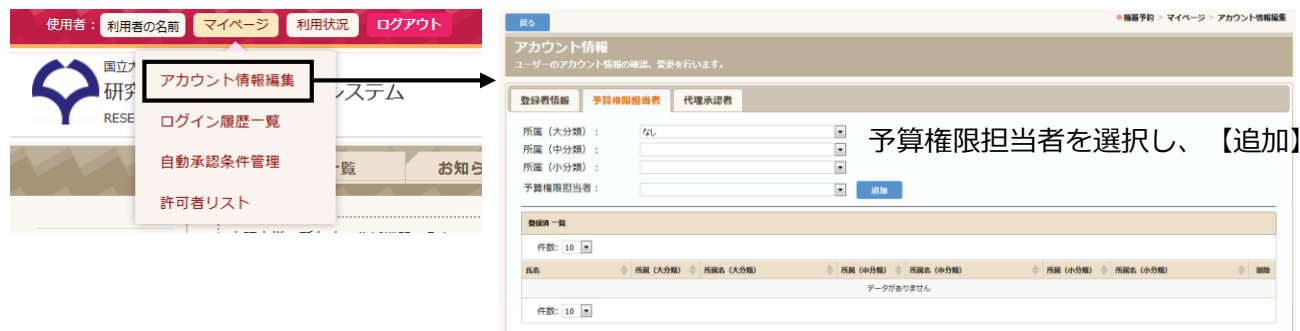 使用者： 利用者の名前 マイページ 利用状況 ログアウト
国立大
研究 システム
RESE
アカウント情報編集
ログイン履歴一覧
自動承認条件管理
許可者リスト
覧 お知ら
戻る
機器予約 > マイページ > アカウント情報編集
アカウント情報
ユーザーのアカウント情報の確認、変更を行います。
登録者情報 予算権限担当者 代理承認者
所属（大分類）： なし
所属（中分類）：
所属（小分類）：
予算権限担当者： 追加
予算権限担当者を選択し、【追加】
登録済 一覧
件数: 10
氏名 所属（大分類） 所属名（大分類） 所属（中分類） 所属名（中分類） 所属（小分類） 所属名（小分類） 削除
データがありません
件数: 10